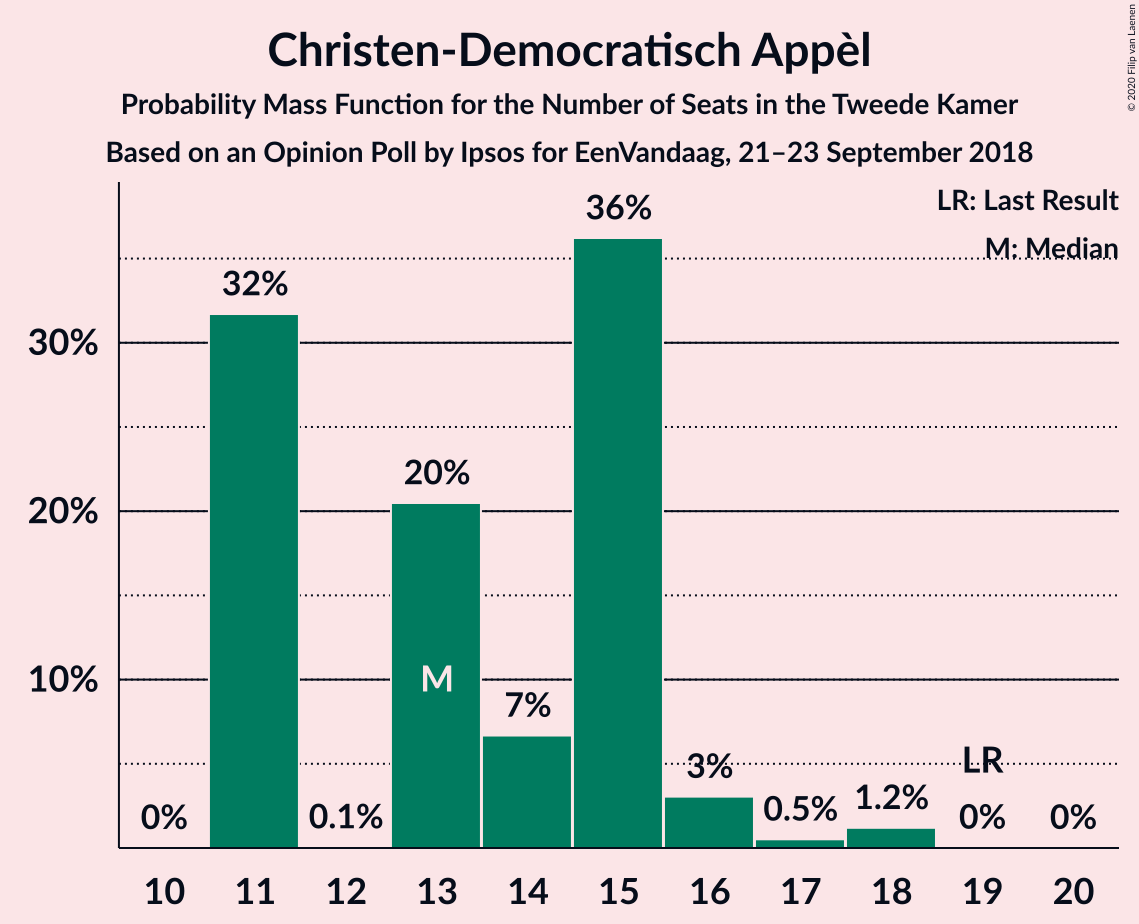 Christen-Democratisch Appèl
Probability Mass Function for the Number of Seats in the Tweede Kamer
Based on an Opinion Poll by Ipsos for EenVandaag, 21–23 September 2018
© 2020 Filip van Laenen
LR: Last Result
M: Median
36%
32%
30%
20%
20%
10%
M
7%
3%
LR
0%
0.1%
0.5%
1.2%
0%
0%
10 11 12 13 14 15 16 17 18 19 20